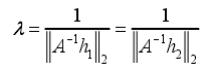 λ = 1 / ‖A⁻¹h₁‖₂ = 1 / ‖A⁻¹h₂‖₂